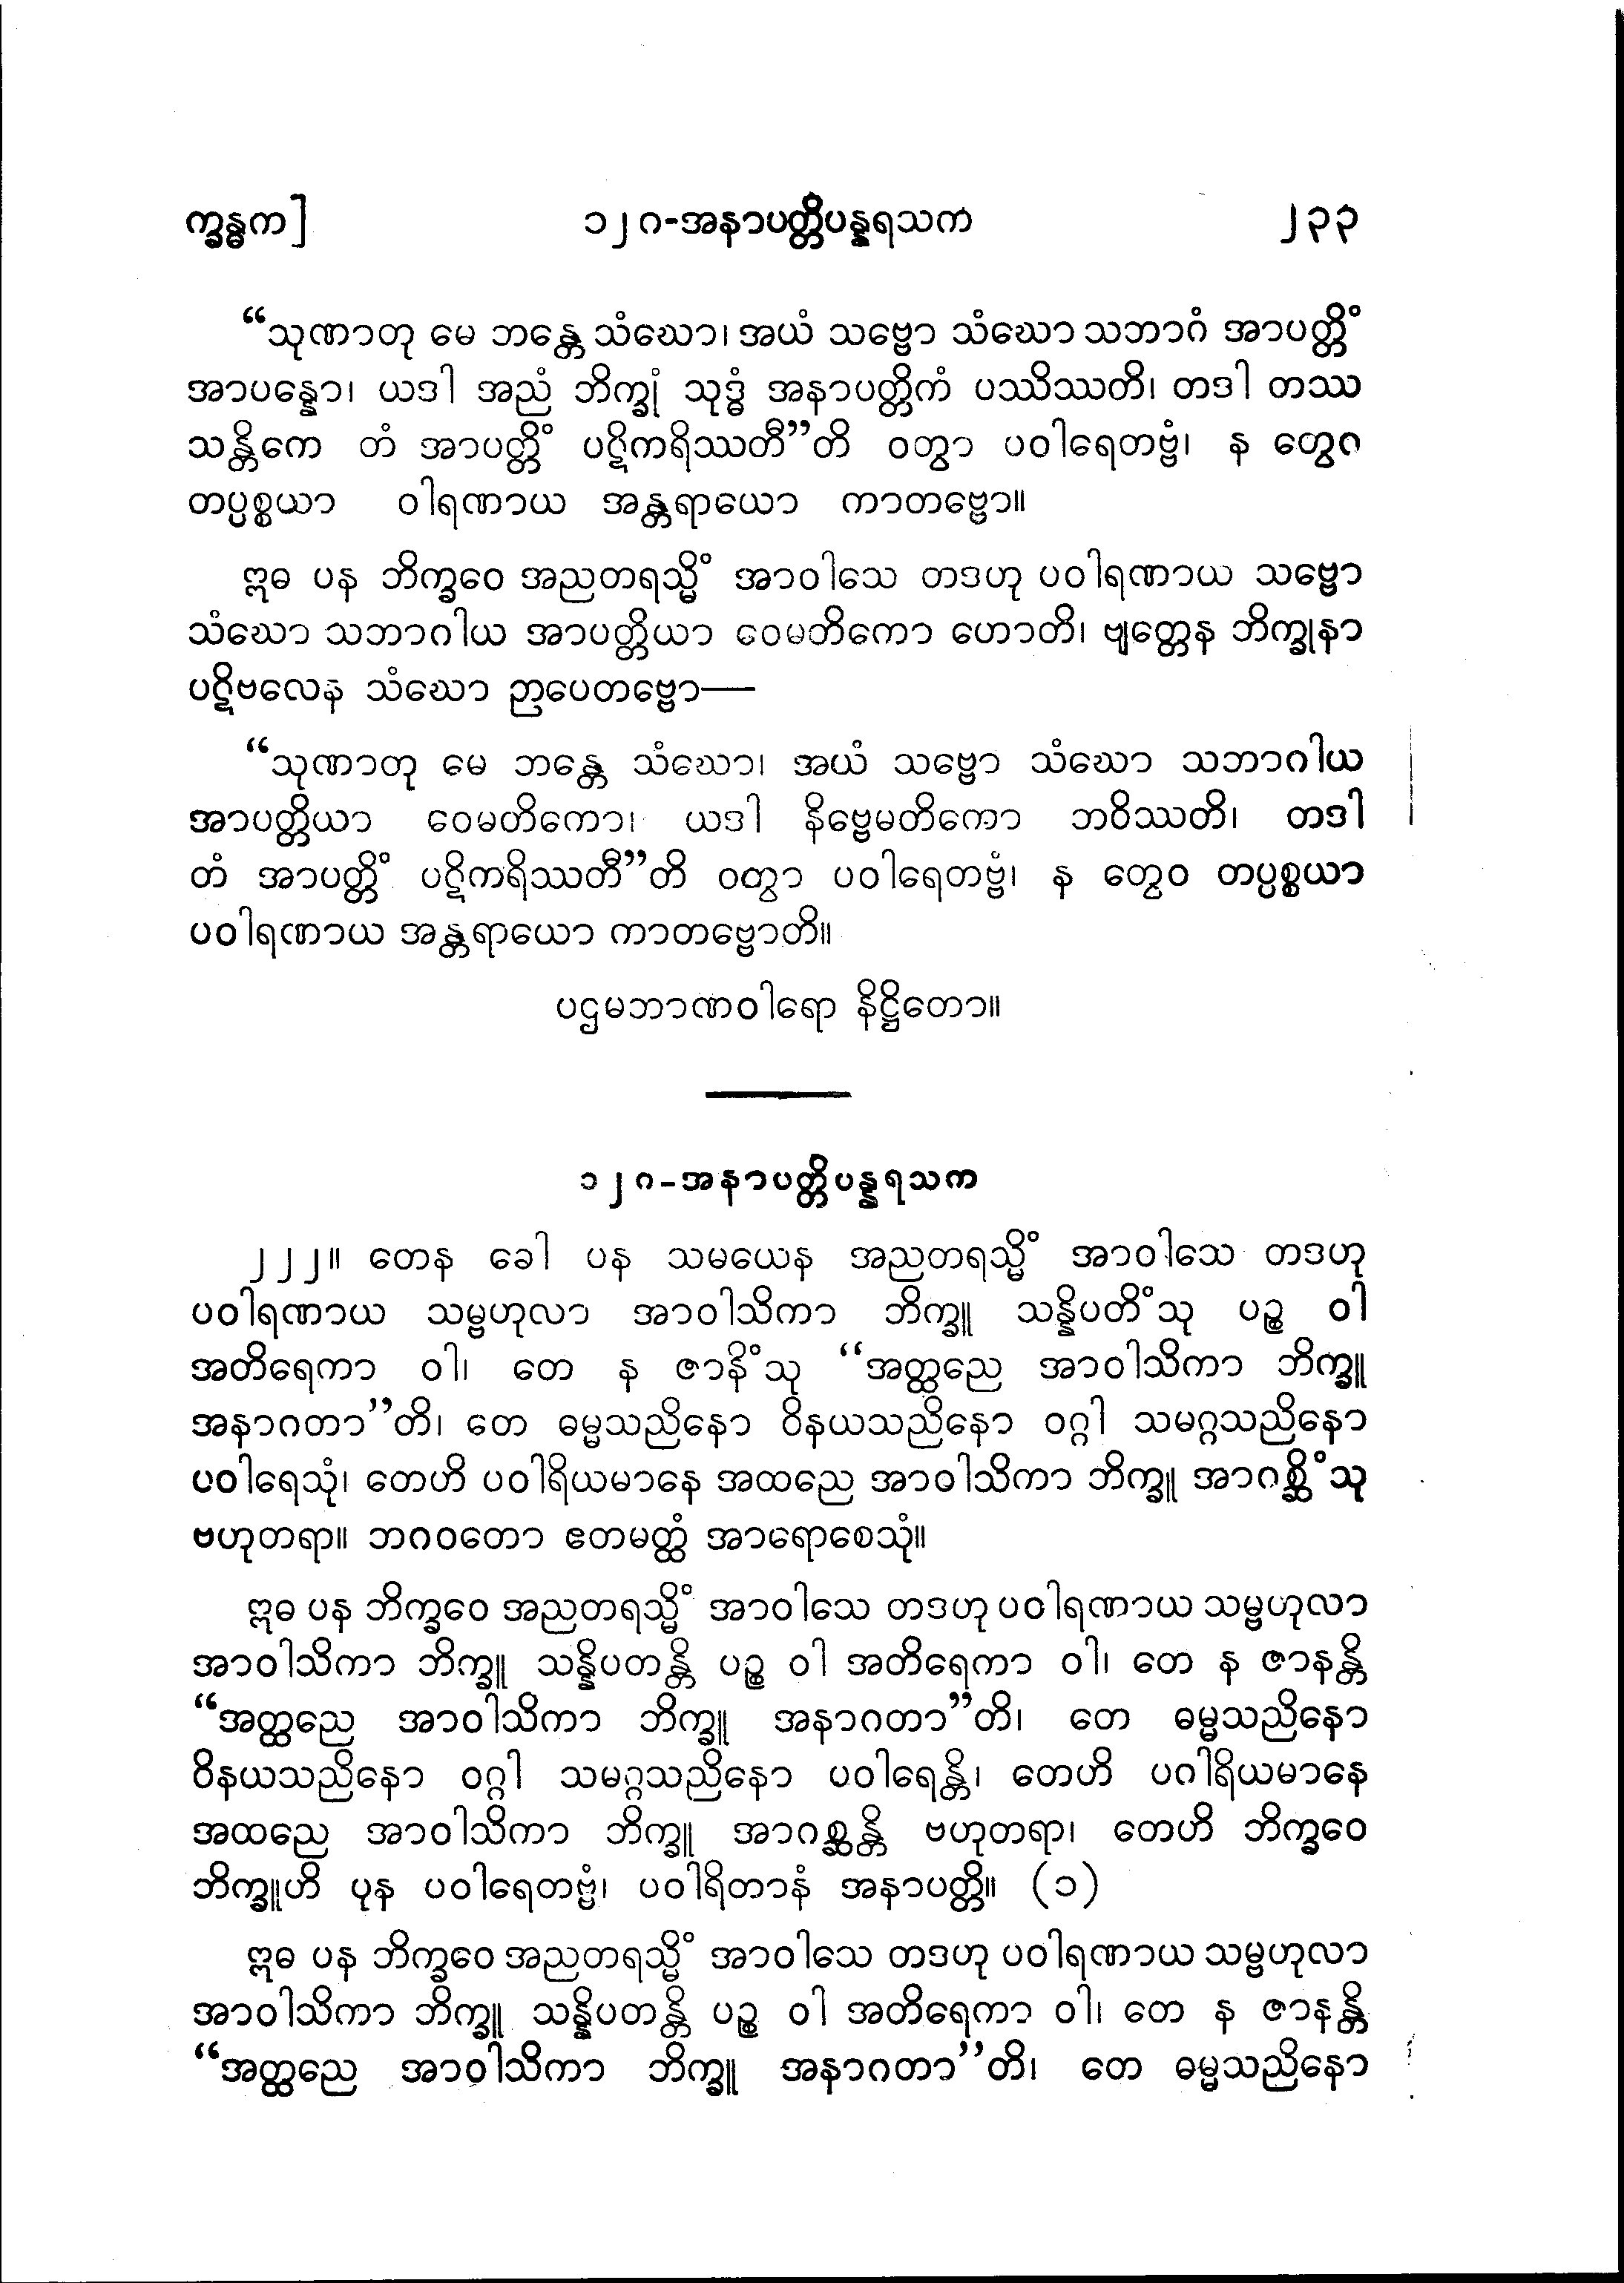 က္ခန္ဓက] ၁၂၀-အနာပတ္တိပန္နရသက ၂၃၃
“သုဏာတု မေ ဘန္တေ သံဃော၊ အယံ သဗ္ဗော သံဃော သဘာဂံ အာပတ္တိံ
အာပန္နော၊ ယဒါ အညံ ဘိက္ခုံ သုဒ္ဓံ အနာပတ္တိကံ ပဿိဿတိ၊ တဒါ တဿ
သန္တိကေ တံ အာပတ္တိံ ပဋိကရိဿတီ”တိ ဝတွာ ပဝါရေတဗ္ဗံ၊ န တွေဝ
တပ္ပစ္စယာ ဝါရဏာယ အန္တရာယော ကာတဗ္ဗော။
ဣဓ ပန ဘိက္ခဝေ အညတရသ္မိံ အာဝါသေ တဒဟု ပဝါရဏာယ သဗ္ဗော
သံဃော သဘာဂါယ အာပတ္တိယာ ဝေမတိကော ဟောတိ၊ ဗျတ္တေန ဘိက္ခုနာ
ပဋိဗလေန သံဃော ဉာပေတဗ္ဗော—
“သုဏာတု မေ ဘန္တေ သံဃော၊ အယံ သဗ္ဗော သံဃော သဘာဂါယ
အာပတ္တိယာ ဝေမတိကော၊ ယဒါ နိဗ္ဗေမတိကော ဘဝိဿတိ၊ တဒါ
တံ အာပတ္တိံ ပဋိကရိဿတီ”တိ ဝတွာ ပဝါရေတဗ္ဗံ၊ န တွေဝ တပ္ပစ္စယာ
ပဝါရဏာယ အန္တရာယော ကာတဗ္ဗောတိ။
ပဌမဘာဏဝါရော နိဋ္ဌိတော။
၁၂၀-အနာပတ္တိပန္နရသက
၂၂၂။ တေန ခေါ ပန သမယေန အညတရသ္မိံ အာဝါသေ တဒဟု
ပဝါရဏာယ သမ္ဗဟုလာ အာဝါသိကာ ဘိက္ခူ သန္နိပတိံသု ပဉ္စ ဝါ
အတိရေကာ ဝါ၊ တေ န ဇာနိံသု “အတ္ထညေ အာဝါသိကာ ဘိက္ခူ
အနာဂတာ”တိ၊ တေ ဓမ္မသညိနော ဝိနယသညိနော ဝဂ္ဂါ သမဂ္ဂသညိနော
ပဝါရေသုံ၊ တေဟိ ပဝါရိယမာနေ အထညေ အာဝါသိကာ ဘိက္ခူ အာဂစ္ဆိံသု
ဗဟုတရာ။ ဘဂဝတော ဧတမတ္ထံ အာရောစေသုံ။
ဣဓ ပန ဘိက္ခဝေ အညတရသ္မိံ အာဝါသေ တဒဟု ပဝါရဏာယ သမ္ဗဟုလာ
အာဝါသိကာ ဘိက္ခူ သန္နိပတန္တိ ပဉ္စ ဝါ အတိရေကာ ဝါ၊ တေ န ဇာနန္တိ
“အတ္ထညေ အာဝါသိကာ ဘိက္ခူ အနာဂတာ”တိ၊ တေ ဓမ္မသညိနော
ဝိနယသညိနော ဝဂ္ဂါ သမဂ္ဂသညိနော ပဝါရေန္တိ၊ တေဟိ ပဝါရိယမာနေ
အထညေ အာဝါသိကာ ဘိက္ခူ အာဂစ္ဆန္တိ ဗဟုတရာ၊ တေဟိ ဘိက္ခဝေ
ဘိက္ခူဟိ ပုန ပဝါရေတဗ္ဗံ၊ ပဝါရိတာနံ အနာပတ္တိ။ (၁)
ဣဓ ပန ဘိက္ခဝေ အညတရသ္မိံ အာဝါသေ တဒဟု ပဝါရဏာယ သမ္ဗဟုလာ
အာဝါသိကာ ဘိက္ခူ သန္နိပတန္တိ ပဉ္စ ဝါ အတိရေကာ ဝါ၊ တေ န ဇာနန္တိ
“အတ္ထညေ အာဝါသိကာ ဘိက္ခူ အနာဂတာ”တိ၊ တေ ဓမ္မသညိနော